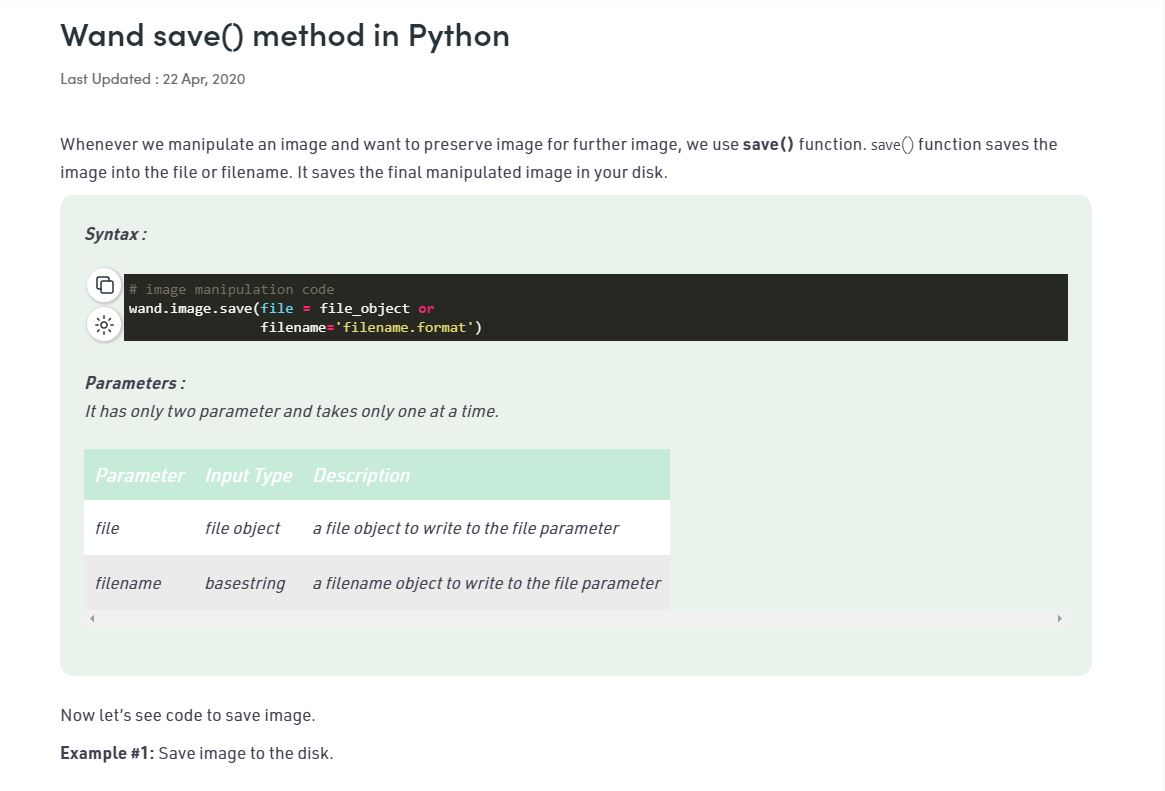 Wand save() method in Python
Last Updated : 22 Apr, 2020
Whenever we manipulate an image and want to preserve image for further image, we use save() function. save() function saves the
image into the file or filename. It saves the final manipulated image in your disk.
Syntax :
# image manipulation code
wand.image.save(file = file_object or
filename='filename.format')
Parameters :
It has only two parameter and takes only one at a time.
Parameter Input Type Description
file file object a file object to write to the file parameter
filename basestring a filename object to write to the file parameter
Now let's see code to save image.
Example #1: Save image to the disk.